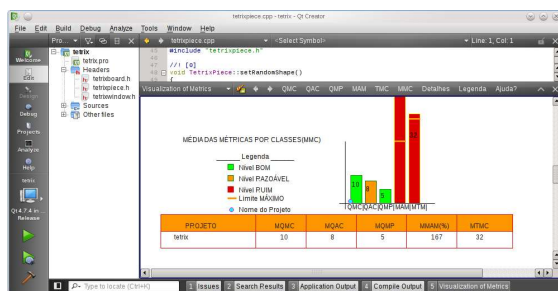 tetrixpiece.cpp - tetrix - Qt Creator
File Edit Build Debug Analyze Tools Window Help
Pro... tetrixpiece.cpp <Select Symbol> Line: 1, Col: 1
Welcome
Edit
Design
Debug
Projects
Analyze
Help
tetrix
Qt 4.7.4 in ...
Release
tetrix
tetrix.pro
Headers
tetrixboard.h
tetrixpiece.h
tetrixwindow.h
Sources
Other files
#include "tetrixpiece.h"
//! [0]
void TetrixPiece::setRandomShape()
{
Visualization of Metrics QMC QAC QMP MAM TMC MMC Detalhes Legenda Ajuda?
MÉDIA DAS MÉTRICAS POR CLASSES(MMC)
Legenda
Nível BOM
Nível RAZOÁVEL
Nível RUIM
Limite MÁXIMO
Nome do Projeto
10 8 5 32
|QMC|QAC|QMP|MAM|MTM|
PROJETO MQMC MQAC MQMP MMAM(%) MTMC
tetrix 10 8 5 167 32
Type to locate (Ctrl+K) 1 Issues 2 Search Results 3 Application Output 4 Compile Output 5 Visualization of Metrics